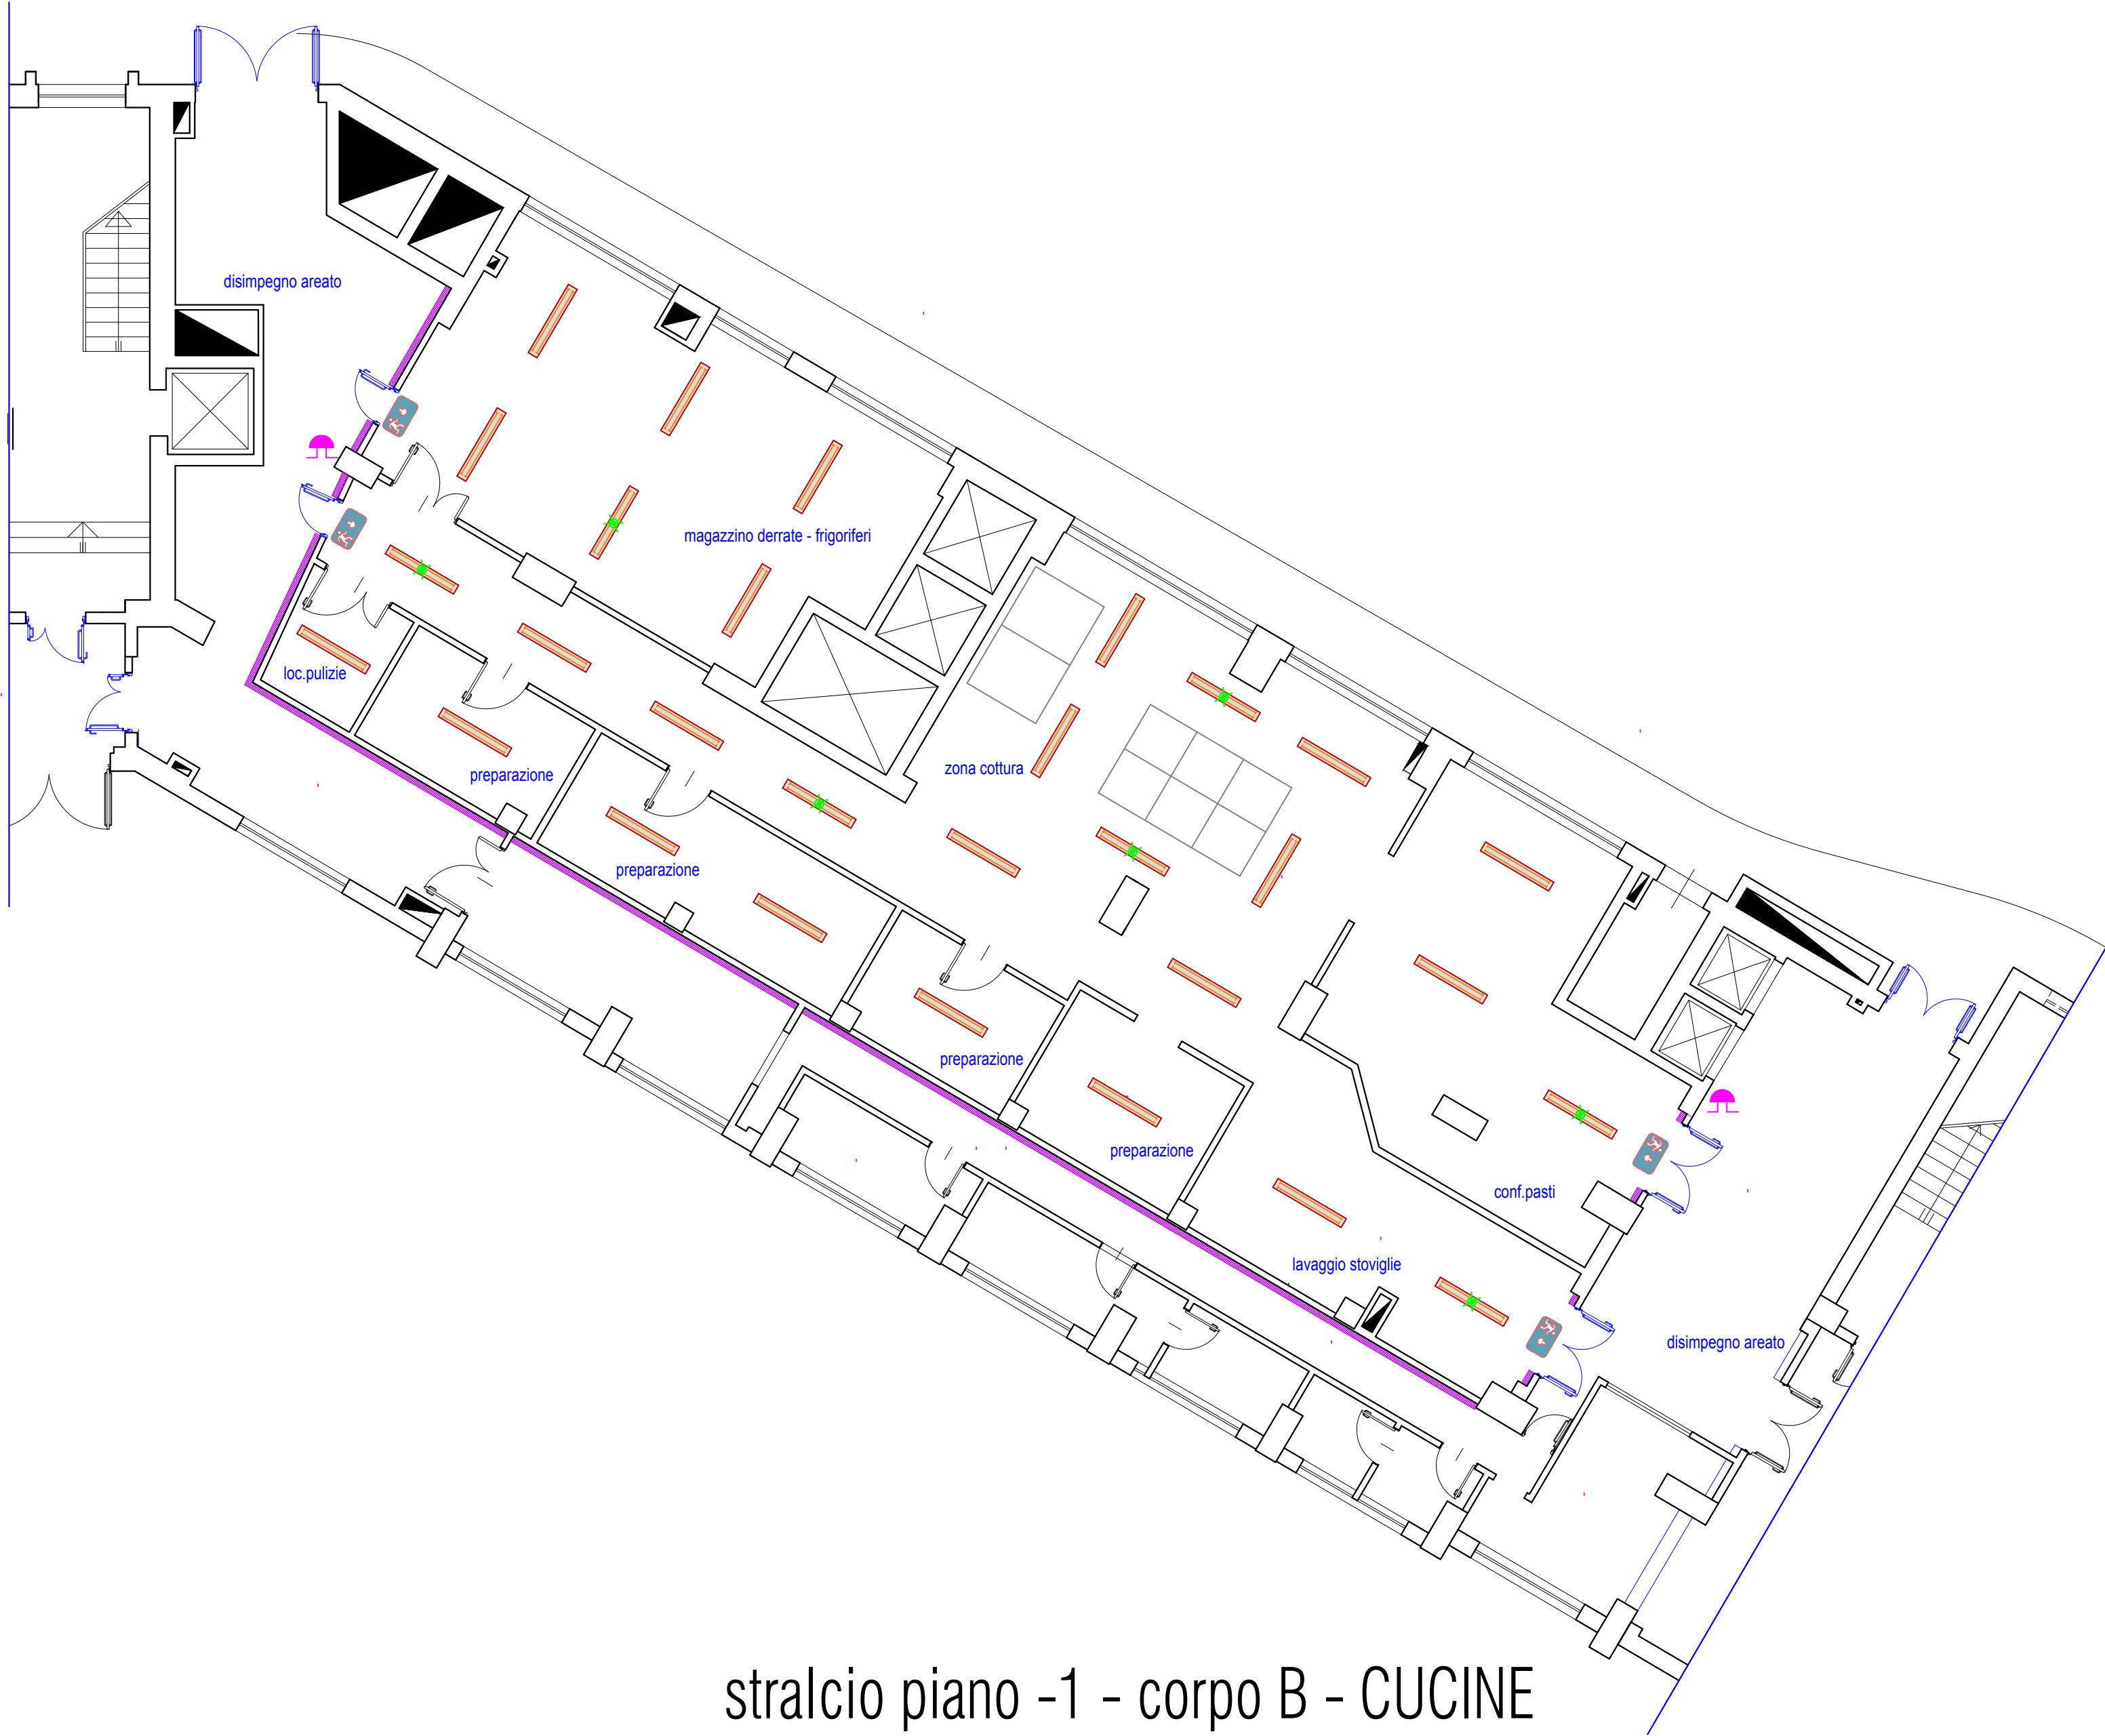 disimpegno areato
magazzino derrate - frigoriferi
loc.pulizie
preparazione
zona cottura
preparazione
preparazione
preparazione
conf.pasti
lavaggio stoviglie
disimpegno areato
stralcio piano -1 - corpo B - CUCINE